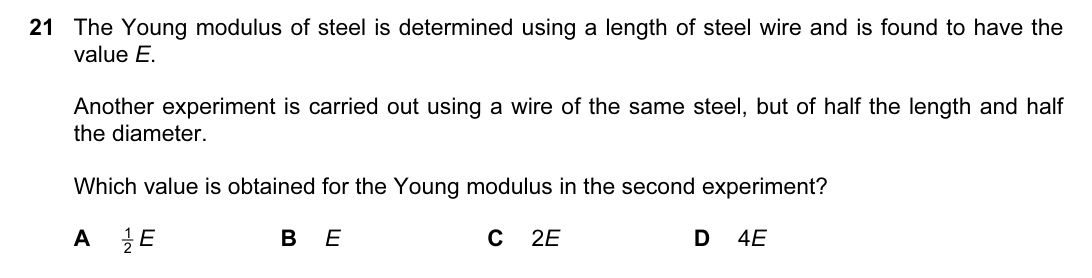 21 The Young modulus of steel is determined using a length of steel wire and is found to have the
value E.
Another experiment is carried out using a wire of the same steel, but of half the length and half
the diameter.
Which value is obtained for the Young modulus in the second experiment?
A ½E B E C 2E D 4E